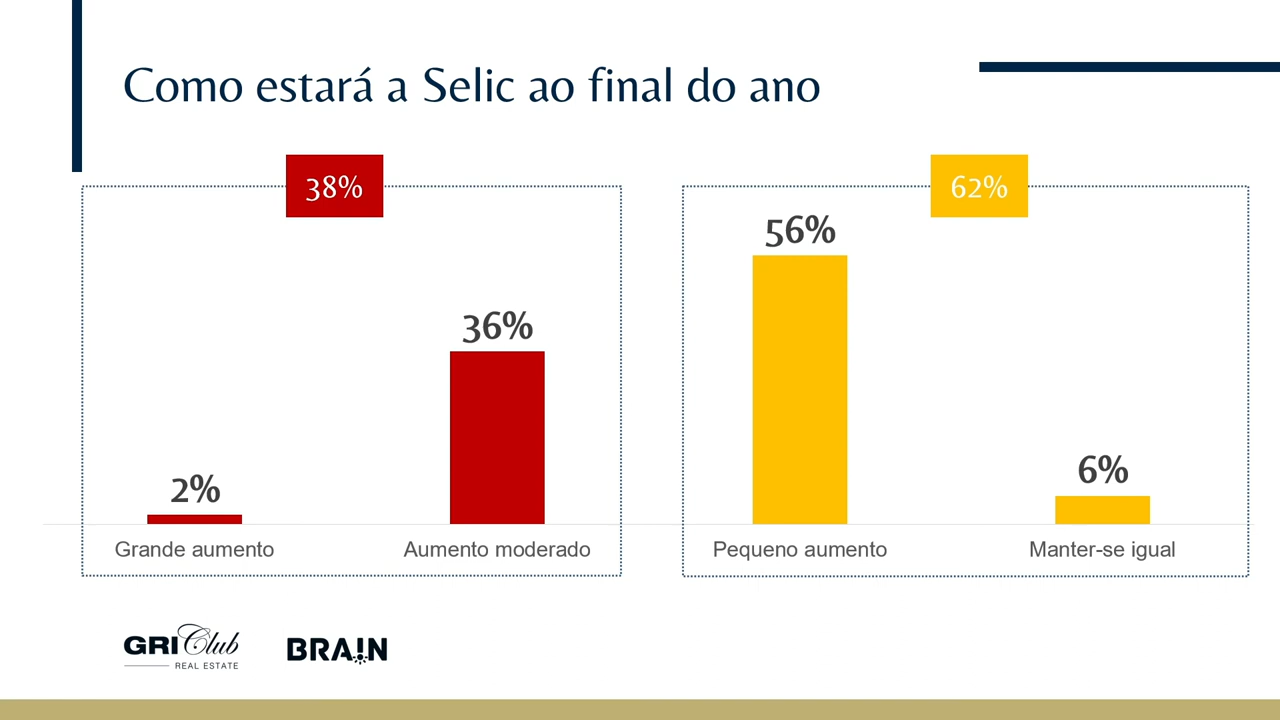 Como estará a Selic ao final do ano
38%
62%
2%
36%
56%
6%
Grande aumento
Aumento moderado
Pequeno aumento
Manter-se igual
GRI Club
REAL ESTATE
BRA!N